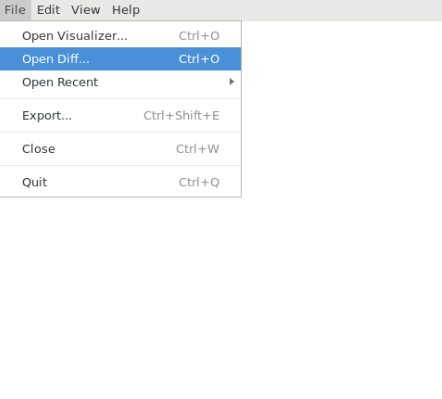 File Edit View Help
Open Visualizer... Ctrl+O
Open Diff... Ctrl+O
Open Recent
Export... Ctrl+Shift+E
Close Ctrl+W
Quit Ctrl+Q